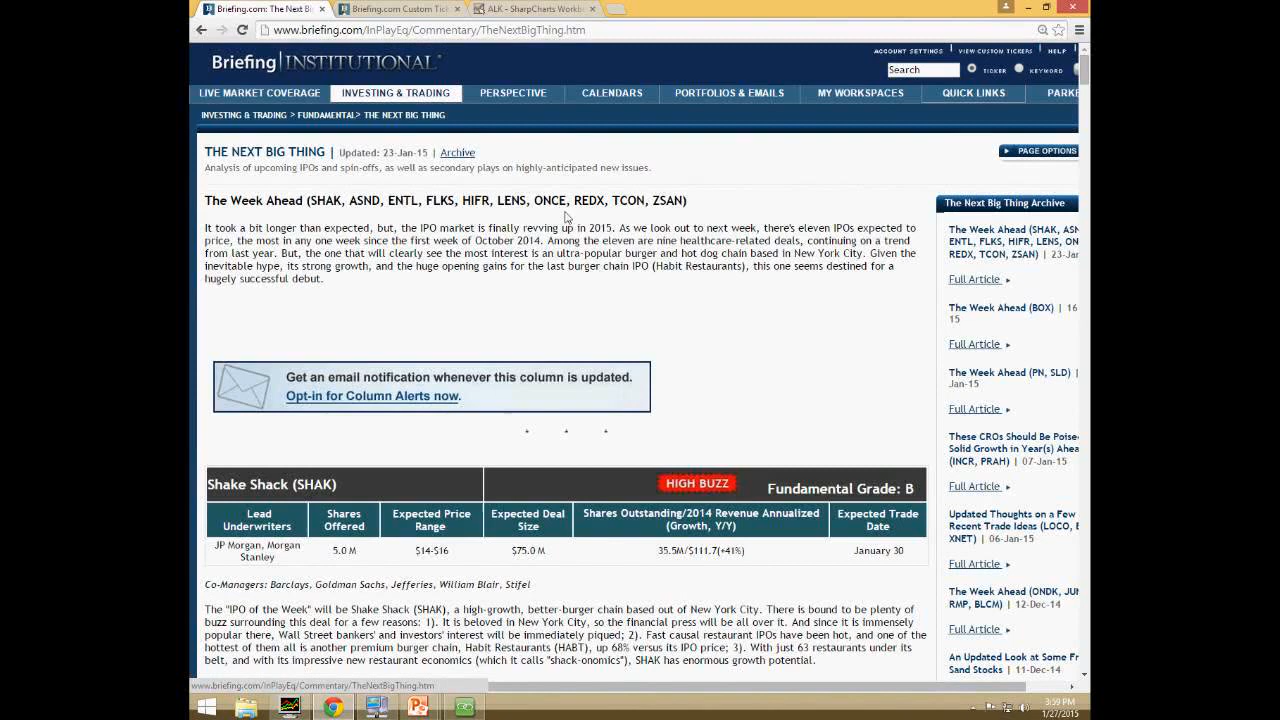 Briefing.com: The Next Bi
Briefing.com Custom Tick
ALK - SharpCharts Workb
www.briefing.com/InPlayEq/Commentary/TheNextBigThing.htm
Briefing INSTITUTIONAL
ACCOUNT SETTINGS | VIEW CUSTOM TICKERS | HELP
Search TICKER KEYWORD
LIVE MARKET COVERAGE INVESTING & TRADING PERSPECTIVE CALENDARS PORTFOLIOS & EMAILS MY WORKSPACES QUICK LINKS PARKE
INVESTING & TRADING > FUNDAMENTAL> THE NEXT BIG THING
THE NEXT BIG THING | Updated: 23-Jan-15 | Archive
PAGE OPTIONS
Analysis of upcoming IPOs and spin-offs, as well as secondary plays on highly-anticipated new issues.
The Week Ahead (SHAK, ASND, ENTL, FLKS, HIFR, LENS, ONCE, REDX, TCON, ZSAN)
It took a bit longer than expected, but, the IPO market is finally revving up in 2015. As we look out to next week, there's eleven IPOs expected to
price, the most in any one week since the first week of October 2014. Among the eleven are nine healthcare-related deals, continuing on a trend
from last year. But, the one that will clearly see the most interest is an ultra-popular burger and hot dog chain based in New York City. Given the
inevitable hype, its strong growth, and the huge opening gains for the last burger chain IPO (Habit Restaurants), this one seems destined for a
hugely successful debut.
Get an email notification whenever this column is updated.
Opt-in for Column Alerts now.
* * *
Shake Shack (SHAK) HIGH BUZZ Fundamental Grade: B
Lead Underwriters
Shares Offered
Expected Price Range
Expected Deal Size
Shares Outstanding/2014 Revenue Annualized (Growth, Y/Y)
Expected Trade Date
JP Morgan, Morgan Stanley
5.0 M
$14-$16
$75.0 M
35.5M/$111.7(+41%)
January 30
Co-Managers: Barclays, Goldman Sachs, Jefferies, William Blair, Stifel
The "IPO of the Week" will be Shake Shack (SHAK), a high-growth, better-burger chain based out of New York City. There is bound to be plenty of
buzz surrounding this deal for a few reasons: 1). It is beloved in New York City, so the financial press will be all over it. And since it is immensely
popular there, Wall Street bankers' and investors' interest will be immediately piqued; 2). Fast causal restaurant IPOs have been hot, and one of the
hottest of them all is another premium burger chain, Habit Restaurants (HABT), up 68% versus its IPO price; 3). With just 63 restaurants under its
belt, and with its impressive new restaurant economics (which it calls "shack-onomics"), SHAK has enormous growth potential.
The Next Big Thing Archive
The Week Ahead (SHAK, AS
ENTL, FLKS, HIFR, LENS, ON
REDX, TCON, ZSAN) | 23-Jan
Full Article
The Week Ahead (BOX) | 16
15
Full Article
The Week Ahead (PN, SLD) |
Jan-15
Full Article
These CROs Should Be Poise
Solid Growth in Year(s) Ahea
(INCR, PRAH) | 07-Jan-15
Full Article
Updated Thoughts on a Few
Recent Trade Ideas (LOCO, E
XNET) | 06-Jan-15
Full Article
The Week Ahead (ONDK, JU
RMP, BLCM) | 12-Dec-14
Full Article
An Updated Look at Some Fr
Sand Stocks | 11-Dec-14
www.briefing.com/InPlayEq/Commentary/TheNextBigThing.htm
3:59 PM
1/27/2015